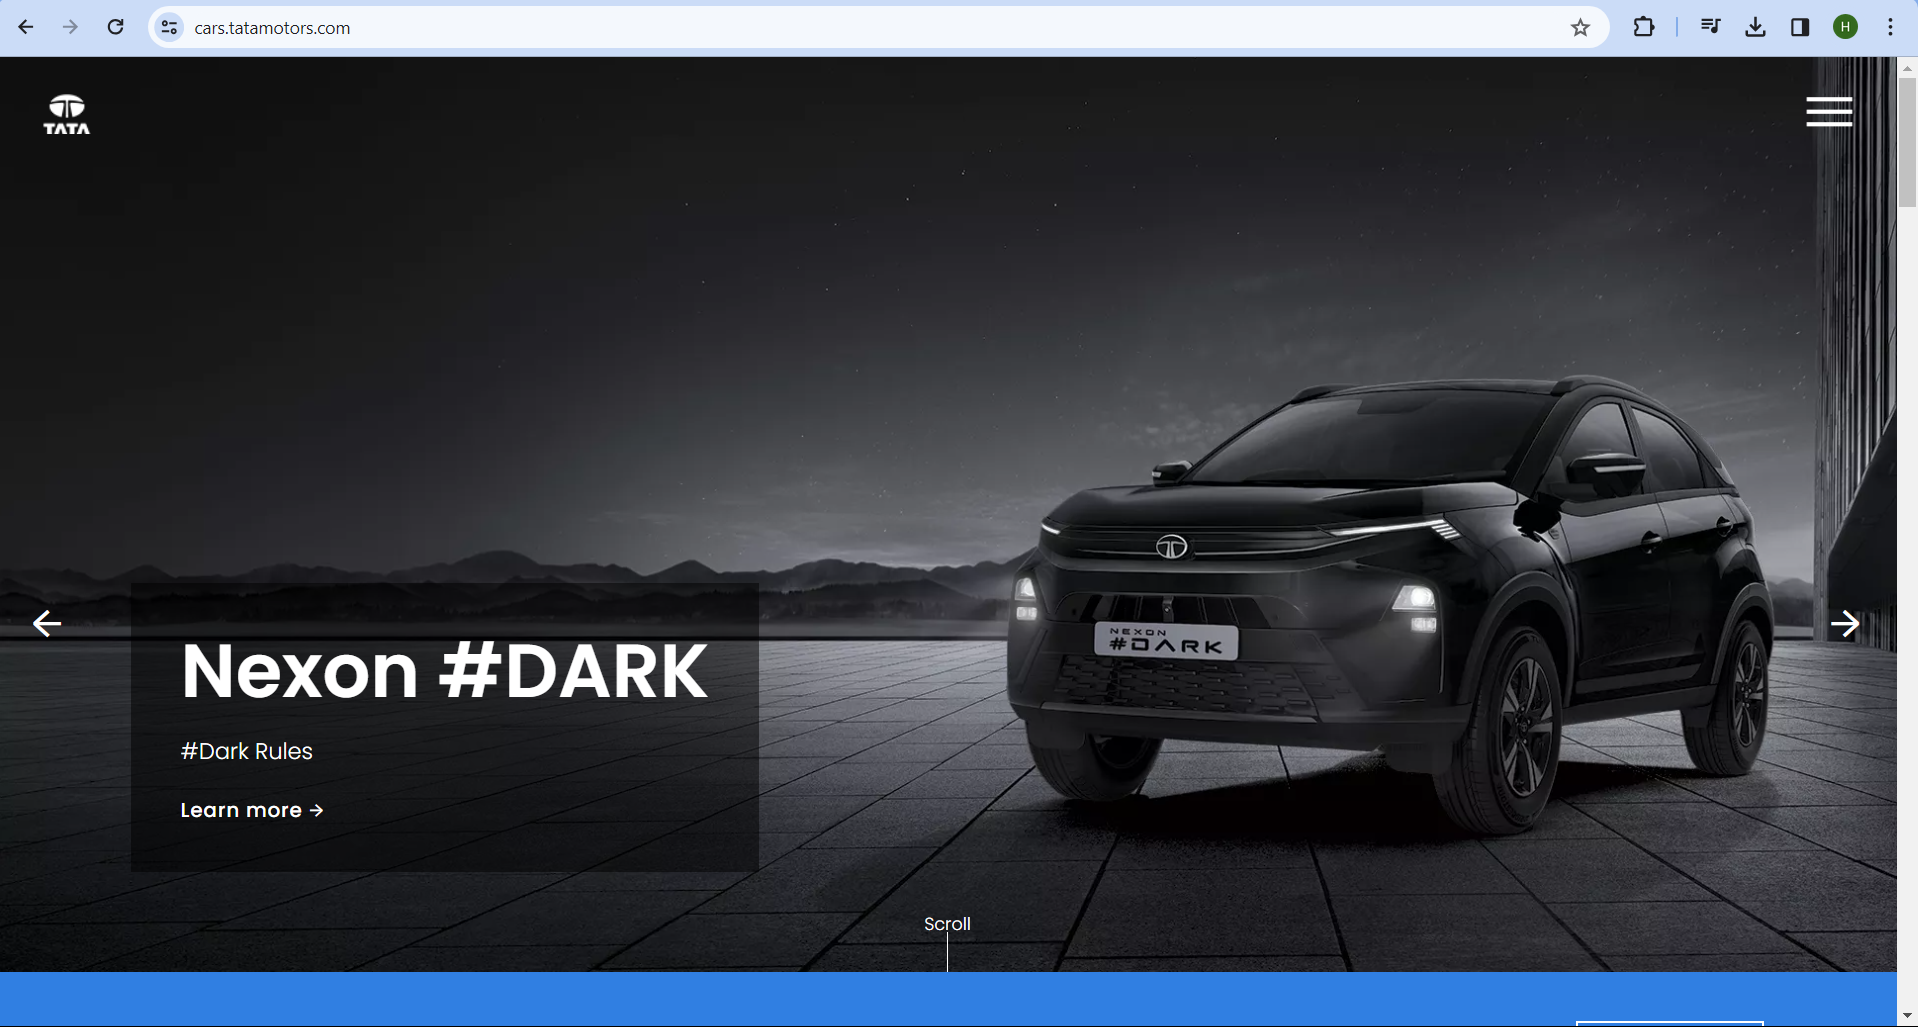 cars.tatamotors.com
H
TATA
NEXON
#DARK
Nexon #DARK
#Dark Rules
Learn more →
Scroll